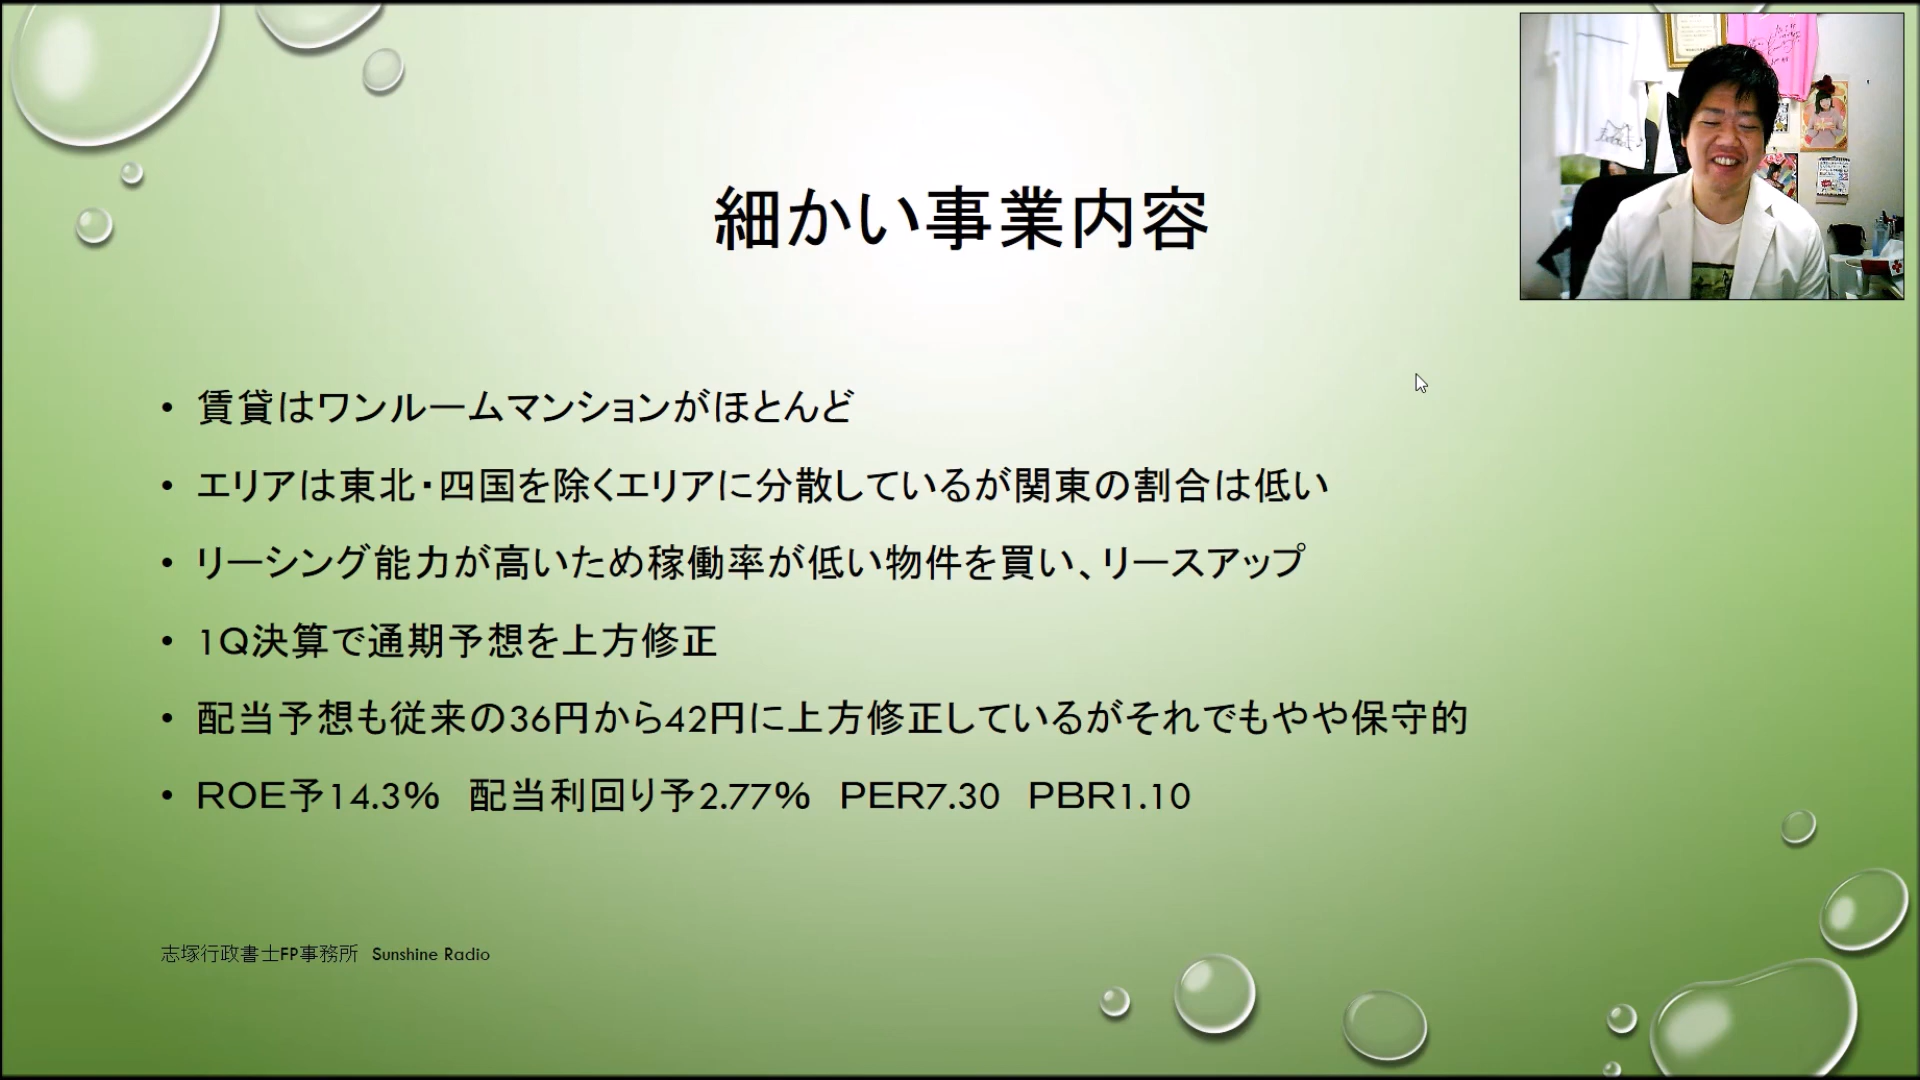 細かい事業内容
• 賃貸はワンルームマンションがほとんど
• エリアは東北・四国を除くエリアに分散しているが関東の割合は低い
• リーシング能力が高いため稼働率が低い物件を買い、リースアップ
• 1Q決算で通期予想を上方修正
• 配当予想も従来の36円から42円に上方修正しているがそれでもやや保守的
• ROE予14.3%　配当利回り予2.77%　PER7.30　PBR1.10
志塚行政書士FP事務所　Sunshine Radio